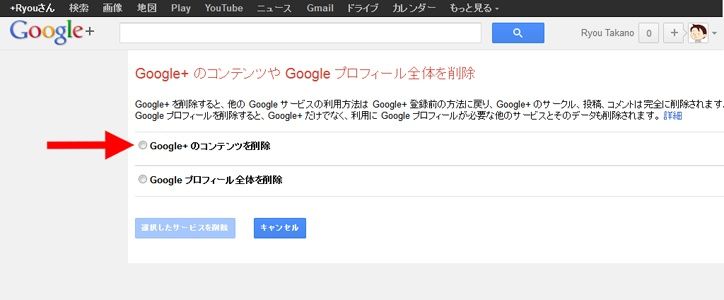 +Ryouさん 検索 画像 地図 Play YouTube ニュース Gmail ドライブ カレンダー もっと見る
Google+
Ryou Takano 0 +
Google+ のコンテンツや Google プロフィール全体を削除
Google+ を削除すると、他の Google サービスの利用方法は Google+ 登録前の方法に戻り、Google+ のサークル、投稿、コメントは完全に削除されます。
Google プロフィールを削除すると、Google+ だけでなく、利用に Google プロフィールが必要な他のサービスとそのデータも削除されます。 詳細
Google+ のコンテンツを削除
Google プロフィール全体を削除
選択したサービスを削除 キャンセル